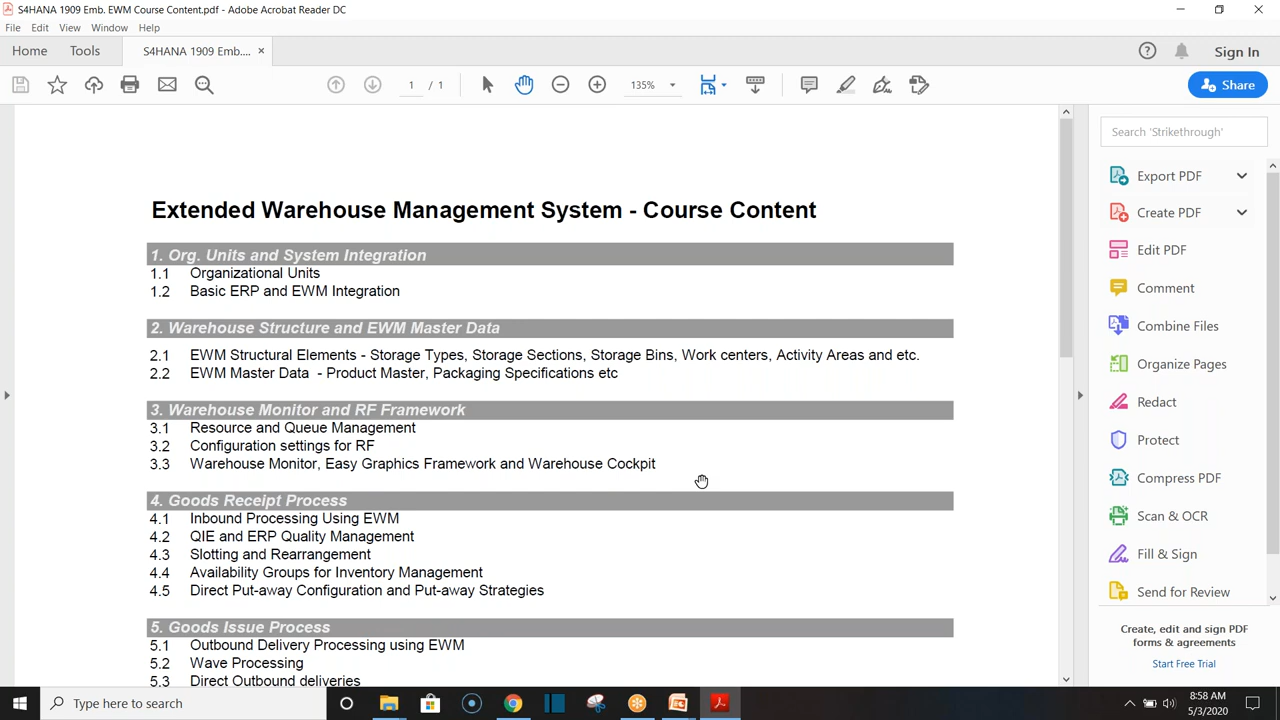 S4HANA 1909 Emb. EWM Course Content.pdf - Adobe Acrobat Reader DC
File Edit View Window Help
Home Tools S4HANA 1909 Emb.... × Sign In
1 / 1 135% Share
Search 'Strikethrough'
Export PDF
Create PDF
Edit PDF
Comment
Combine Files
Organize Pages
Redact
Protect
Compress PDF
Scan & OCR
Fill & Sign
Send for Review
Create, edit and sign PDF
forms & agreements
Start Free Trial
Extended Warehouse Management System - Course Content
1. Org. Units and System Integration
1.1 Organizational Units
1.2 Basic ERP and EWM Integration
2. Warehouse Structure and EWM Master Data
2.1 EWM Structural Elements - Storage Types, Storage Sections, Storage Bins, Work centers, Activity Areas and etc.
2.2 EWM Master Data - Product Master, Packaging Specifications etc
3. Warehouse Monitor and RF Framework
3.1 Resource and Queue Management
3.2 Configuration settings for RF
3.3 Warehouse Monitor, Easy Graphics Framework and Warehouse Cockpit
4. Goods Receipt Process
4.1 Inbound Processing Using EWM
4.2 QIE and ERP Quality Management
4.3 Slotting and Rearrangement
4.4 Availability Groups for Inventory Management
4.5 Direct Put-away Configuration and Put-away Strategies
5. Goods Issue Process
5.1 Outbound Delivery Processing using EWM
5.2 Wave Processing
5.3 Direct Outbound deliveries
Type here to search
8:58 AM
5/3/2020